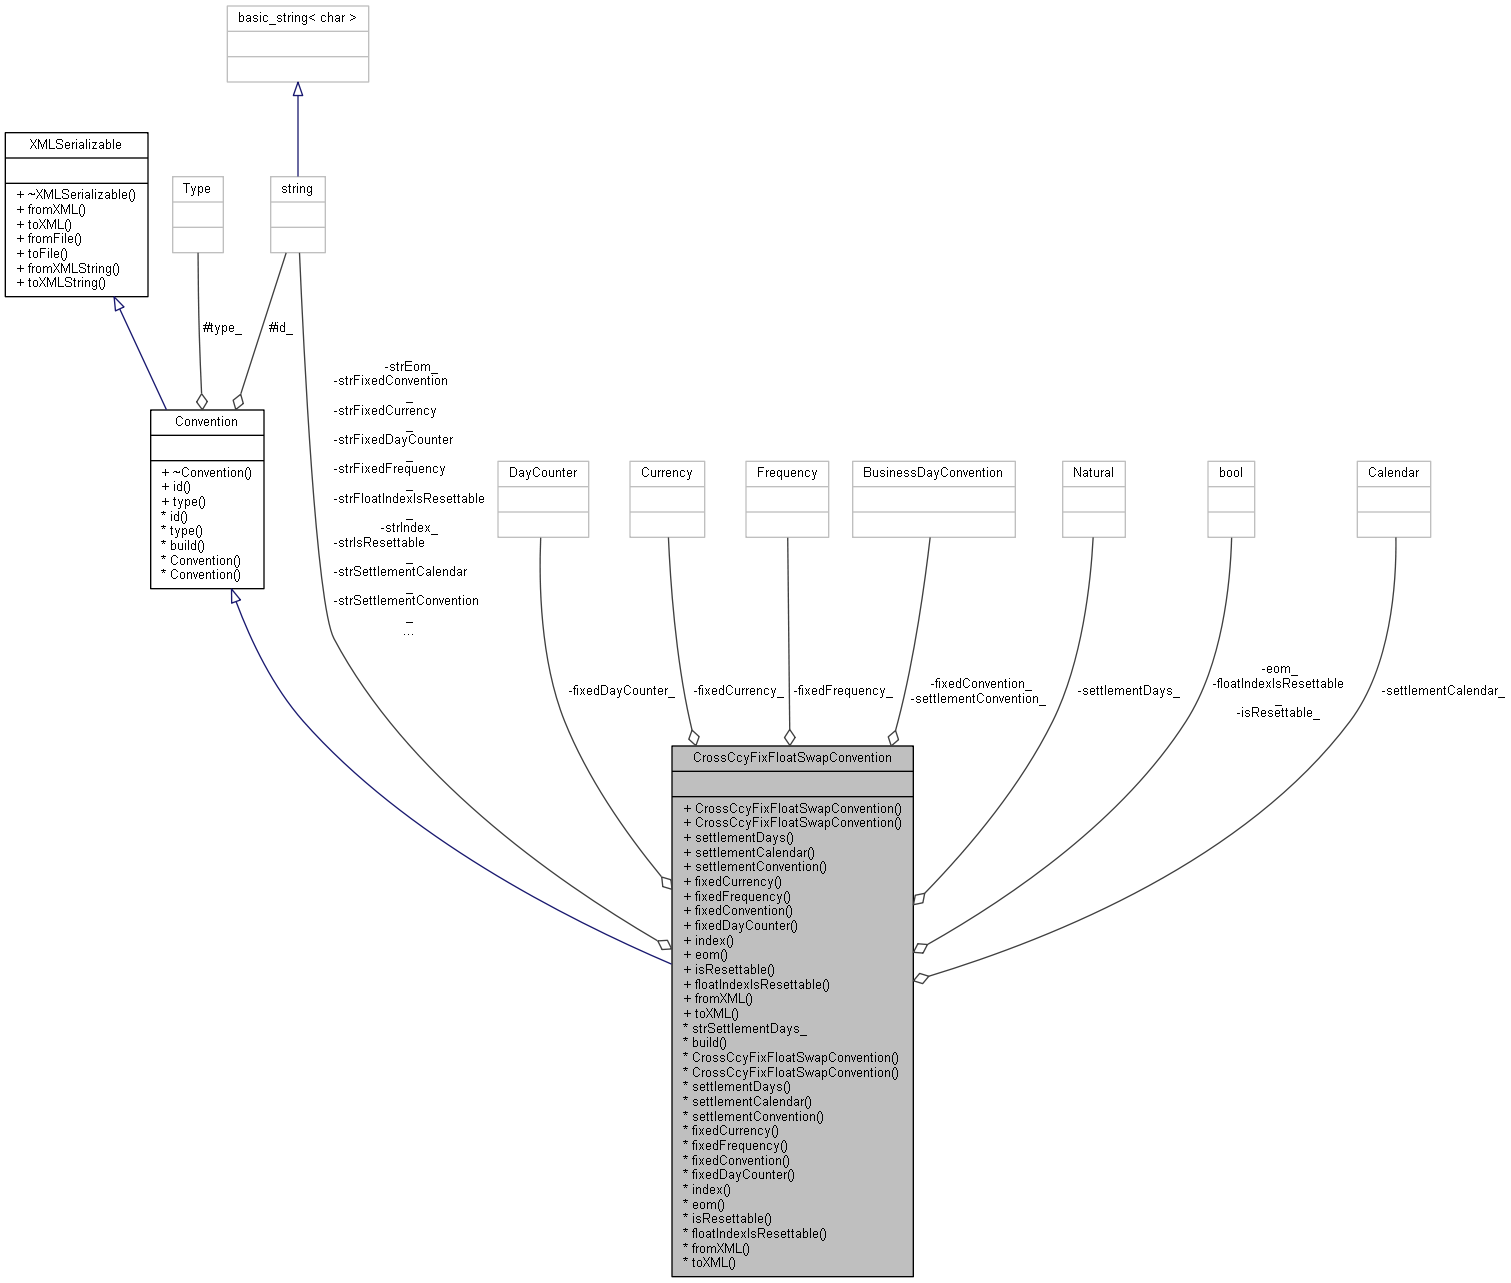 basic_string< char >
XMLSerializable
+ ~XMLSerializable()
+ fromXML()
+ toXML()
+ fromFile()
+ toFile()
+ fromXMLString()
+ toXMLString()
Type
string
#type_
#id_
Convention
+ ~Convention()
+ id()
+ type()
* id()
* type()
* build()
* Convention()
* Convention()
-strEom_
-strFixedConvention
_
-strFixedCurrency
_
-strFixedDayCounter
_
-strFixedFrequency
_
-strFloatIndexIsResettable
_
-strIndex_
-strIsResettable
_
-strSettlementCalendar
_
-strSettlementConvention
_
...
DayCounter
Currency
Frequency
BusinessDayConvention
Natural
bool
Calendar
-fixedDayCounter_
-fixedCurrency_
-fixedFrequency_
-fixedConvention_
-settlementConvention_
-settlementDays_
-eom_
-floatIndexIsResettable
_
-isResettable_
-settlementCalendar_
CrossCcyFixFloatSwapConvention
+ CrossCcyFixFloatSwapConvention()
+ CrossCcyFixFloatSwapConvention()
+ settlementDays()
+ settlementCalendar()
+ settlementConvention()
+ fixedCurrency()
+ fixedFrequency()
+ fixedConvention()
+ fixedDayCounter()
+ index()
+ eom()
+ isResettable()
+ floatIndexIsResettable()
+ fromXML()
+ toXML()
* strSettlementDays_
* build()
* CrossCcyFixFloatSwapConvention()
* CrossCcyFixFloatSwapConvention()
* settlementDays()
* settlementCalendar()
* settlementConvention()
* fixedCurrency()
* fixedFrequency()
* fixedConvention()
* fixedDayCounter()
* index()
* eom()
* isResettable()
* floatIndexIsResettable()
* fromXML()
* toXML()